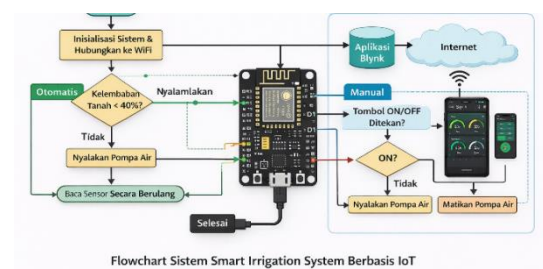 Inisialisasi Sistem &
Hubungkan ke WiFi
Aplikasi
Blynk
Internet
Otomatis
Kelembaban
Tanah < 40%?
Nyalamlakan
Manual
Tombol ON/OFF
Ditekan?
Tidak
ON?
Nyalakan Pompa Air
Tidak
Baca Sensor Secara Berulang
Nyalakan Pompa Air
Matikan Pompa Air
Selesai
Flowchart Sistem Smart Irrigation System Berbasis IoT